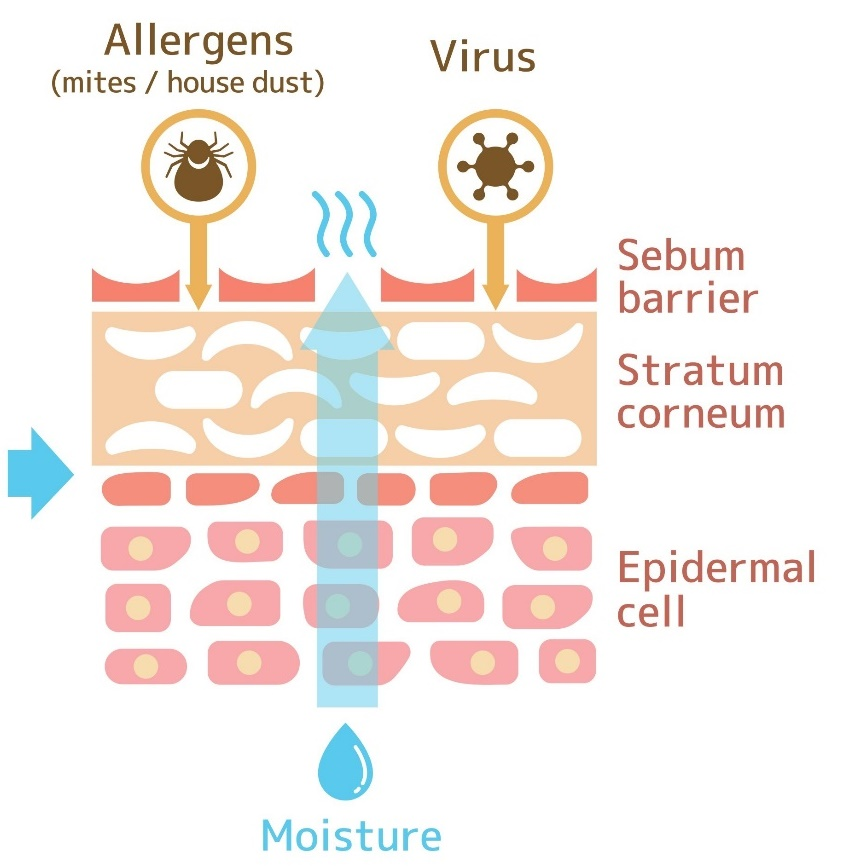 Allergens
(mites / house dust)
Virus
Sebum
barrier
Stratum
corneum
Epidermal
cell
Moisture